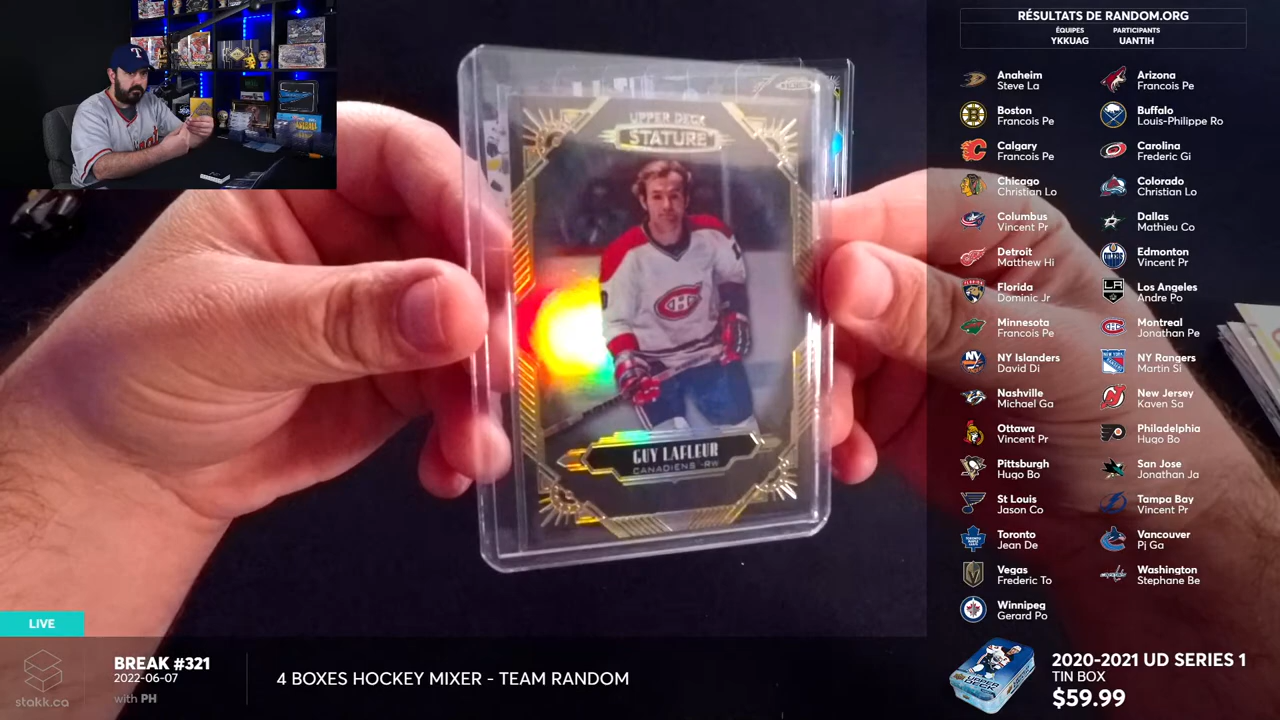 RÉSULTATS DE RANDOM.ORG
ÉQUIPES
YKKUAG
PARTICIPANTS
UANTIH
Anaheim
Steve La
Arizona
Francois Pe
Boston
Francois Pe
Buffalo
Louis-Philippe Ro
Calgary
Francois Pe
Carolina
Frederic Gi
Chicago
Christian Lo
Colorado
Christian Lo
Columbus
Vincent Pr
Dallas
Mathieu Co
Detroit
Matthew Hi
Edmonton
Vincent Pr
Florida
Dominic Jr
Los Angeles
Andre Po
Minnesota
Francois Pe
Montreal
Jonathan Pe
NY Islanders
David Di
NY Rangers
Martin Si
Nashville
Michael Ga
New Jersey
Kaven Sa
Ottawa
Vincent Pr
Philadelphia
Hugo Bo
Pittsburgh
Hugo Bo
San Jose
Jonathan Ja
St Louis
Jason Co
Tampa Bay
Vincent Pr
Toronto
Jean De
Vancouver
Pj Ga
Vegas
Frederic To
Washington
Stephane Be
Winnipeg
Gerard Po
UPPER DECK
STATURE
GUY LAFLEUR
CANADIENS - RW
LIVE
stakk.ca
BREAK #321
2022-06-07
with PH
4 BOXES HOCKEY MIXER - TEAM RANDOM
2020-2021 UD SERIES 1
TIN BOX
$59.99